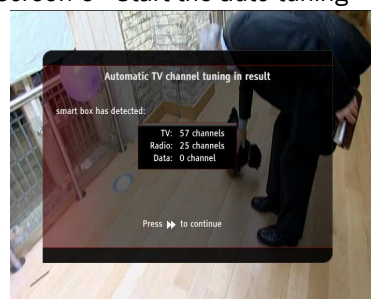 Screen 6 - Start the auto tuning
Automatic TV channel tuning in result
smart box has detected:
TV: 57 channels
Radio: 25 channels
Data: 0 channel
Press ▶▶ to continue